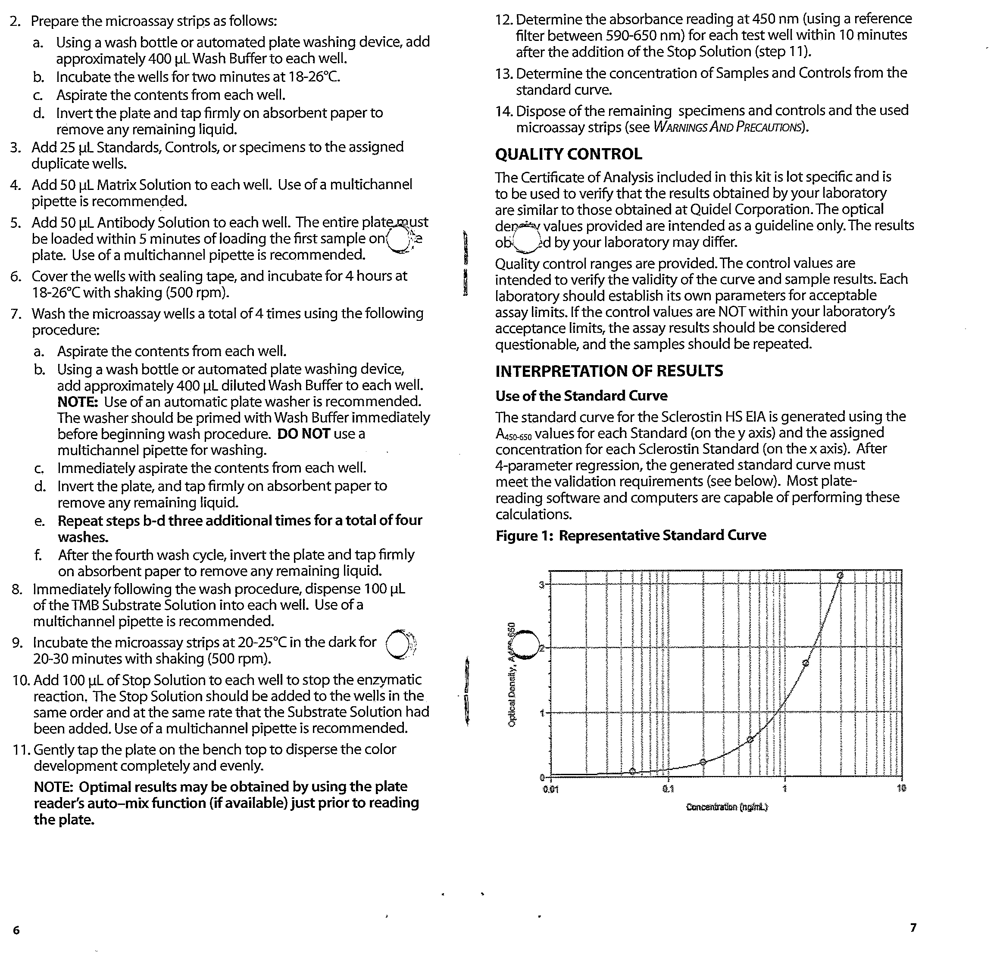 2. Prepare the microassay strips as follows:
a. Using a wash bottle or automated plate washing device, add
approximately 400 µL Wash Buffer to each well.
b. Incubate the wells for two minutes at 18-26°C.
c. Aspirate the contents from each well.
d. Invert the plate and tap firmly on absorbent paper to
remove any remaining liquid.
3. Add 25 µL Standards, Controls, or specimens to the assigned
duplicate wells.
4. Add 50 µL Matrix Solution to each well. Use of a multichannel
pipette is recommended.
5. Add 50 µL Antibody Solution to each well. The entire plate must
be loaded within 5 minutes of loading the first sample on
plate. Use of a multichannel pipette is recommended.
6. Cover the wells with sealing tape, and incubate for 4 hours at
18-26°C with shaking (500 rpm).
7. Wash the microassay wells a total of 4 times using the following
procedure:
a. Aspirate the contents from each well.
b. Using a wash bottle or automated plate washing device,
add approximately 400 µL diluted Wash Buffer to each well.
NOTE: Use of an automatic plate washer is recommended.
The washer should be primed with Wash Buffer immediately
before beginning wash procedure. DO NOT use a
multichannel pipette for washing.
c. Immediately aspirate the contents from each well.
d. Invert the plate, and tap firmly on absorbent paper to
remove any remaining liquid.
e. Repeat steps b-d three additional times for a total of four
washes.
f. After the fourth wash cycle, invert the plate and tap firmly
on absorbent paper to remove any remaining liquid.
8. Immediately following the wash procedure, dispense 100 µL
of the TMB Substrate Solution into each well. Use of a
multichannel pipette is recommended.
9. Incubate the microassay strips at 20-25°C in the dark for
20-30 minutes with shaking (500 rpm).
10. Add 100 µL of Stop Solution to each well to stop the enzymatic
reaction. The Stop Solution should be added to the wells in the
same order and at the same rate that the Substrate Solution had
been added. Use of a multichannel pipette is recommended.
11. Gently tap the plate on the bench top to disperse the color
development completely and evenly.
NOTE: Optimal results may be obtained by using the plate
reader's auto–mix function (if available) just prior to reading
the plate.
6
12. Determine the absorbance reading at 450 nm (using a reference
filter between 590-650 nm) for each test well within 10 minutes
after the addition of the Stop Solution (step 11).
13. Determine the concentration of Samples and Controls from the
standard curve.
14. Dispose of the remaining specimens and controls and the used
microassay strips (see WARNINGS AND PRECAUTIONS).
QUALITY CONTROL
The Certificate of Analysis included in this kit is lot specific and is
to be used to verify that the results obtained by your laboratory
are similar to those obtained at Quidel Corporation. The optical
density values provided are intended as a guideline only. The results
by your laboratory may differ.
Quality control ranges are provided. The control values are
intended to verify the validity of the curve and sample results. Each
laboratory should establish its own parameters for acceptable
assay limits. If the control values are NOT within your laboratory's
acceptance limits, the assay results should be considered
questionable, and the samples should be repeated.
INTERPRETATION OF RESULTS
Use of the Standard Curve
The standard curve for the Sclerostin HS EIA is generated using the
A450-650 values for each Standard (on the y axis) and the assigned
concentration for each Sclerostin Standard (on the x axis). After
4-parameter regression, the generated standard curve must
meet the validation requirements (see below). Most plate-
reading software and computers are capable of performing these
calculations.
Figure 1: Representative Standard Curve
3
2
1
0
Optical Density,
0.01
0.1
1
10
Concentration (ng/mL)
7